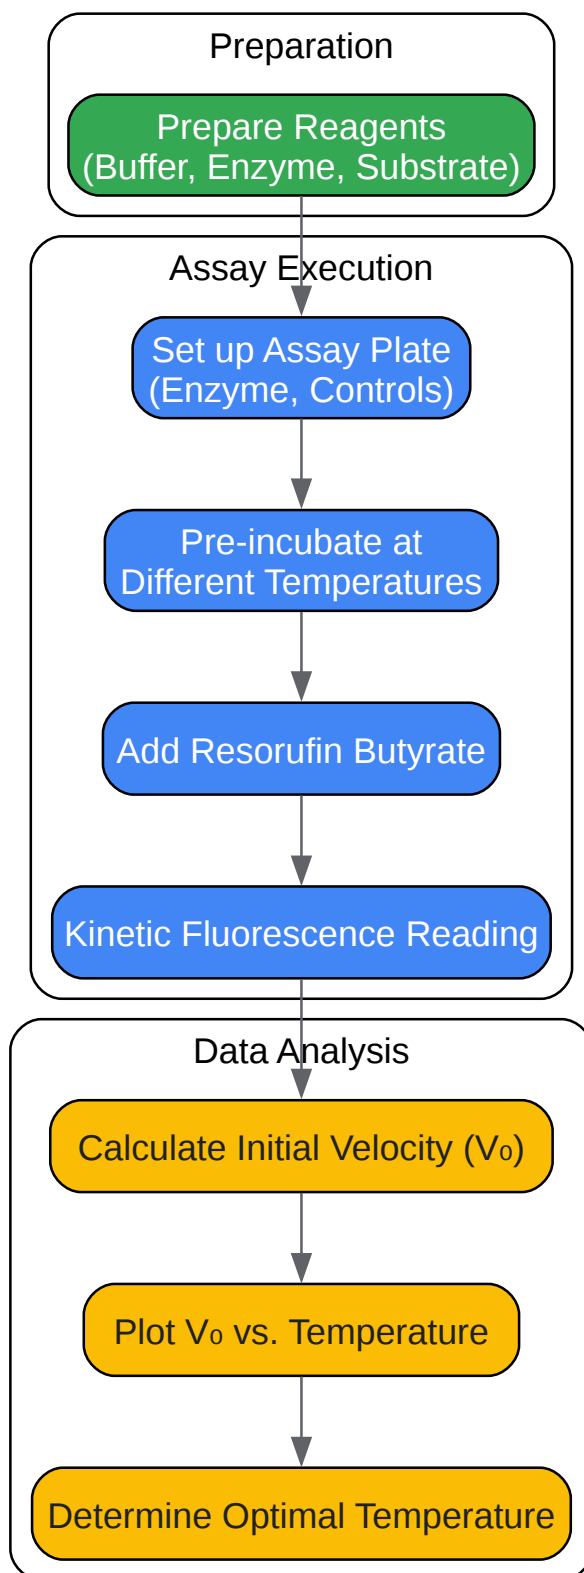 Preparation
Prepare Reagents
(Buffer, Enzyme, Substrate)
Assay Execution
Set up Assay Plate
(Enzyme, Controls)
Pre-incubate at
Different Temperatures
Add Resorufin Butyrate
Kinetic Fluorescence Reading
Data Analysis
Calculate Initial Velocity (V₀)
Plot V₀ vs. Temperature
Determine Optimal Temperature